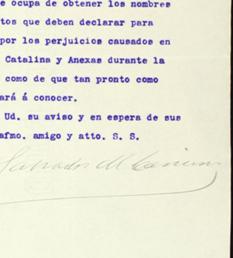 e ocupa de obtener los nombres
tos que deben declarar para
por los perjuicios causados en
Catalina y Anexas durante la
como de que tan pronto como
ará á conocer.
Ud. su aviso y en espera de sus
afmo. amigo y atto. S. S.
Salvador M.